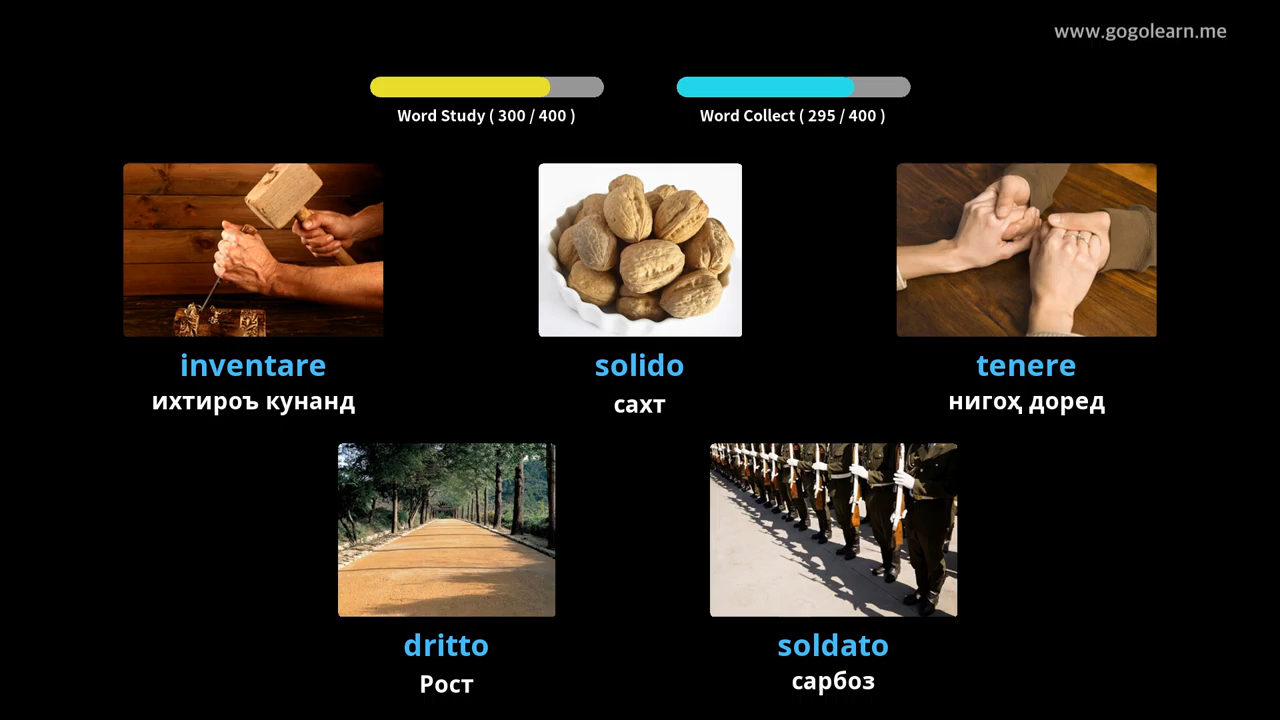 www.gogolearn.me
Word Study ( 300 / 400 )
Word Collect ( 295 / 400 )
inventare
ихтироъ кунанд
solido
сахт
tenere
нигоҳ доред
dritto
Рост
soldato
сарбоз